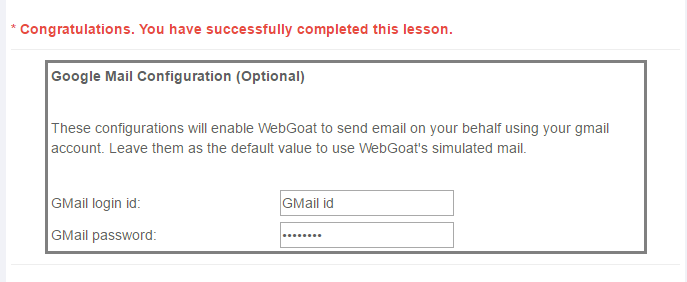 * Congratulations. You have successfully completed this lesson.
Google Mail Configuration (Optional)
These configurations will enable WebGoat to send email on your behalf using your gmail
account. Leave them as the default value to use WebGoat's simulated mail.
GMail login id: GMail id
GMail password: ••••••••